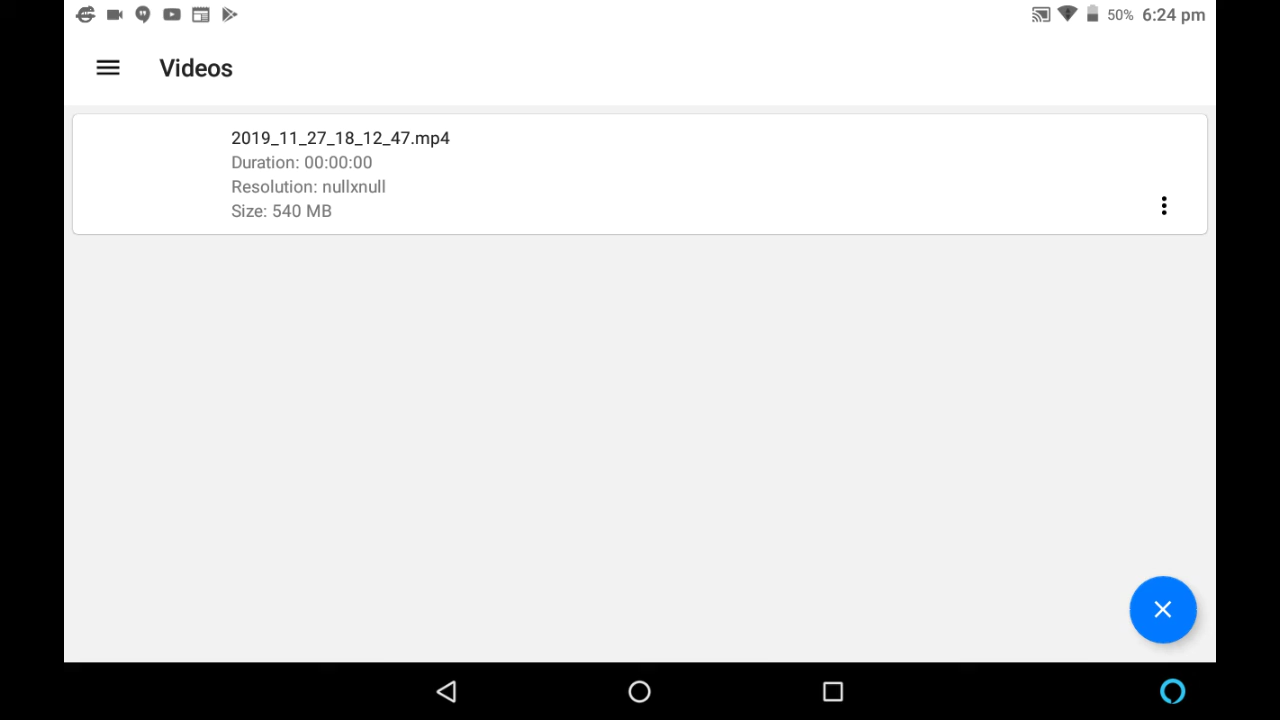 50% 6:24 pm
Videos
2019_11_27_18_12_47.mp4
Duration: 00:00:00
Resolution: nullxnull
Size: 540 MB